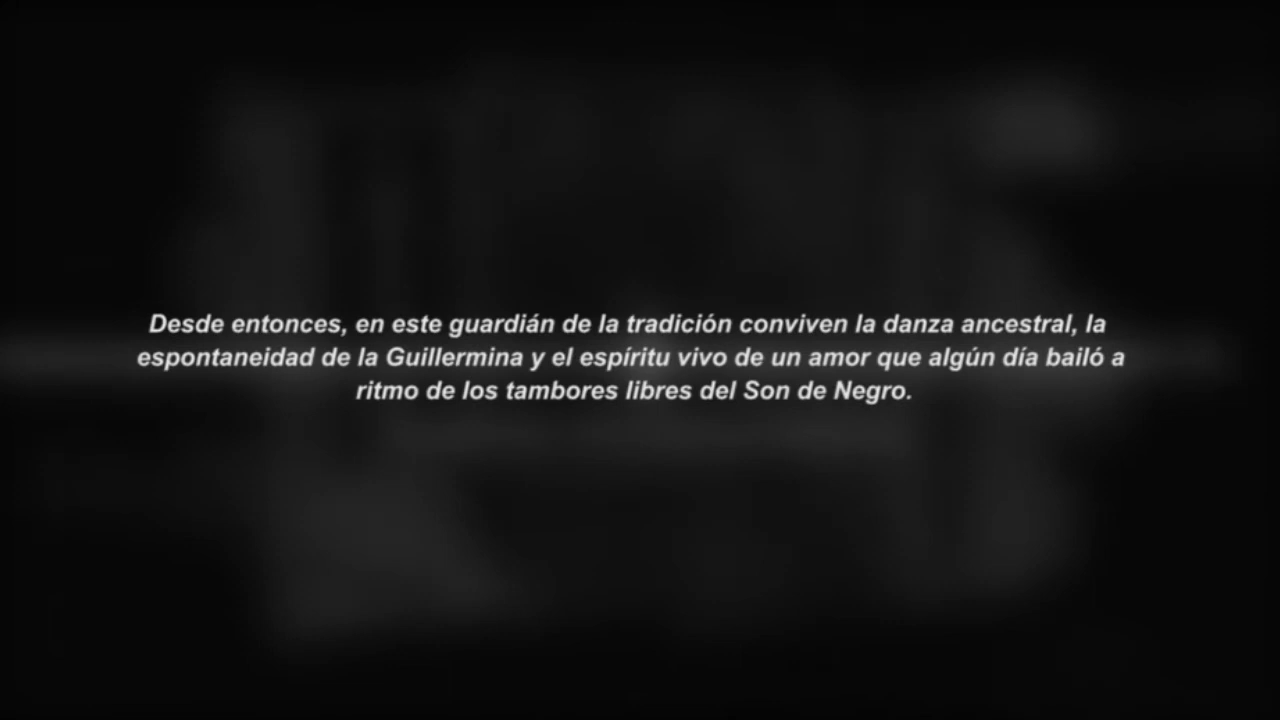 Desde entonces, en este guardián de la tradición conviven la danza ancestral, la
espontaneidad de la Guillermina y el espíritu vivo de un amor que algún día bailó a
ritmo de los tambores libres del Son de Negro.